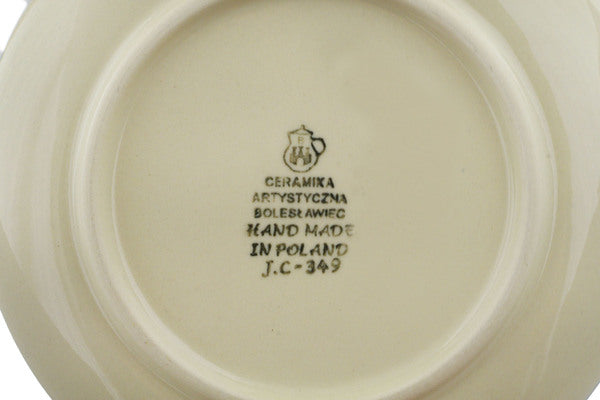 B
CERAMIKA
ARTYSTYCZNA
BOLESŁAWIEC
HAND MADE
IN POLAND
J.C-349